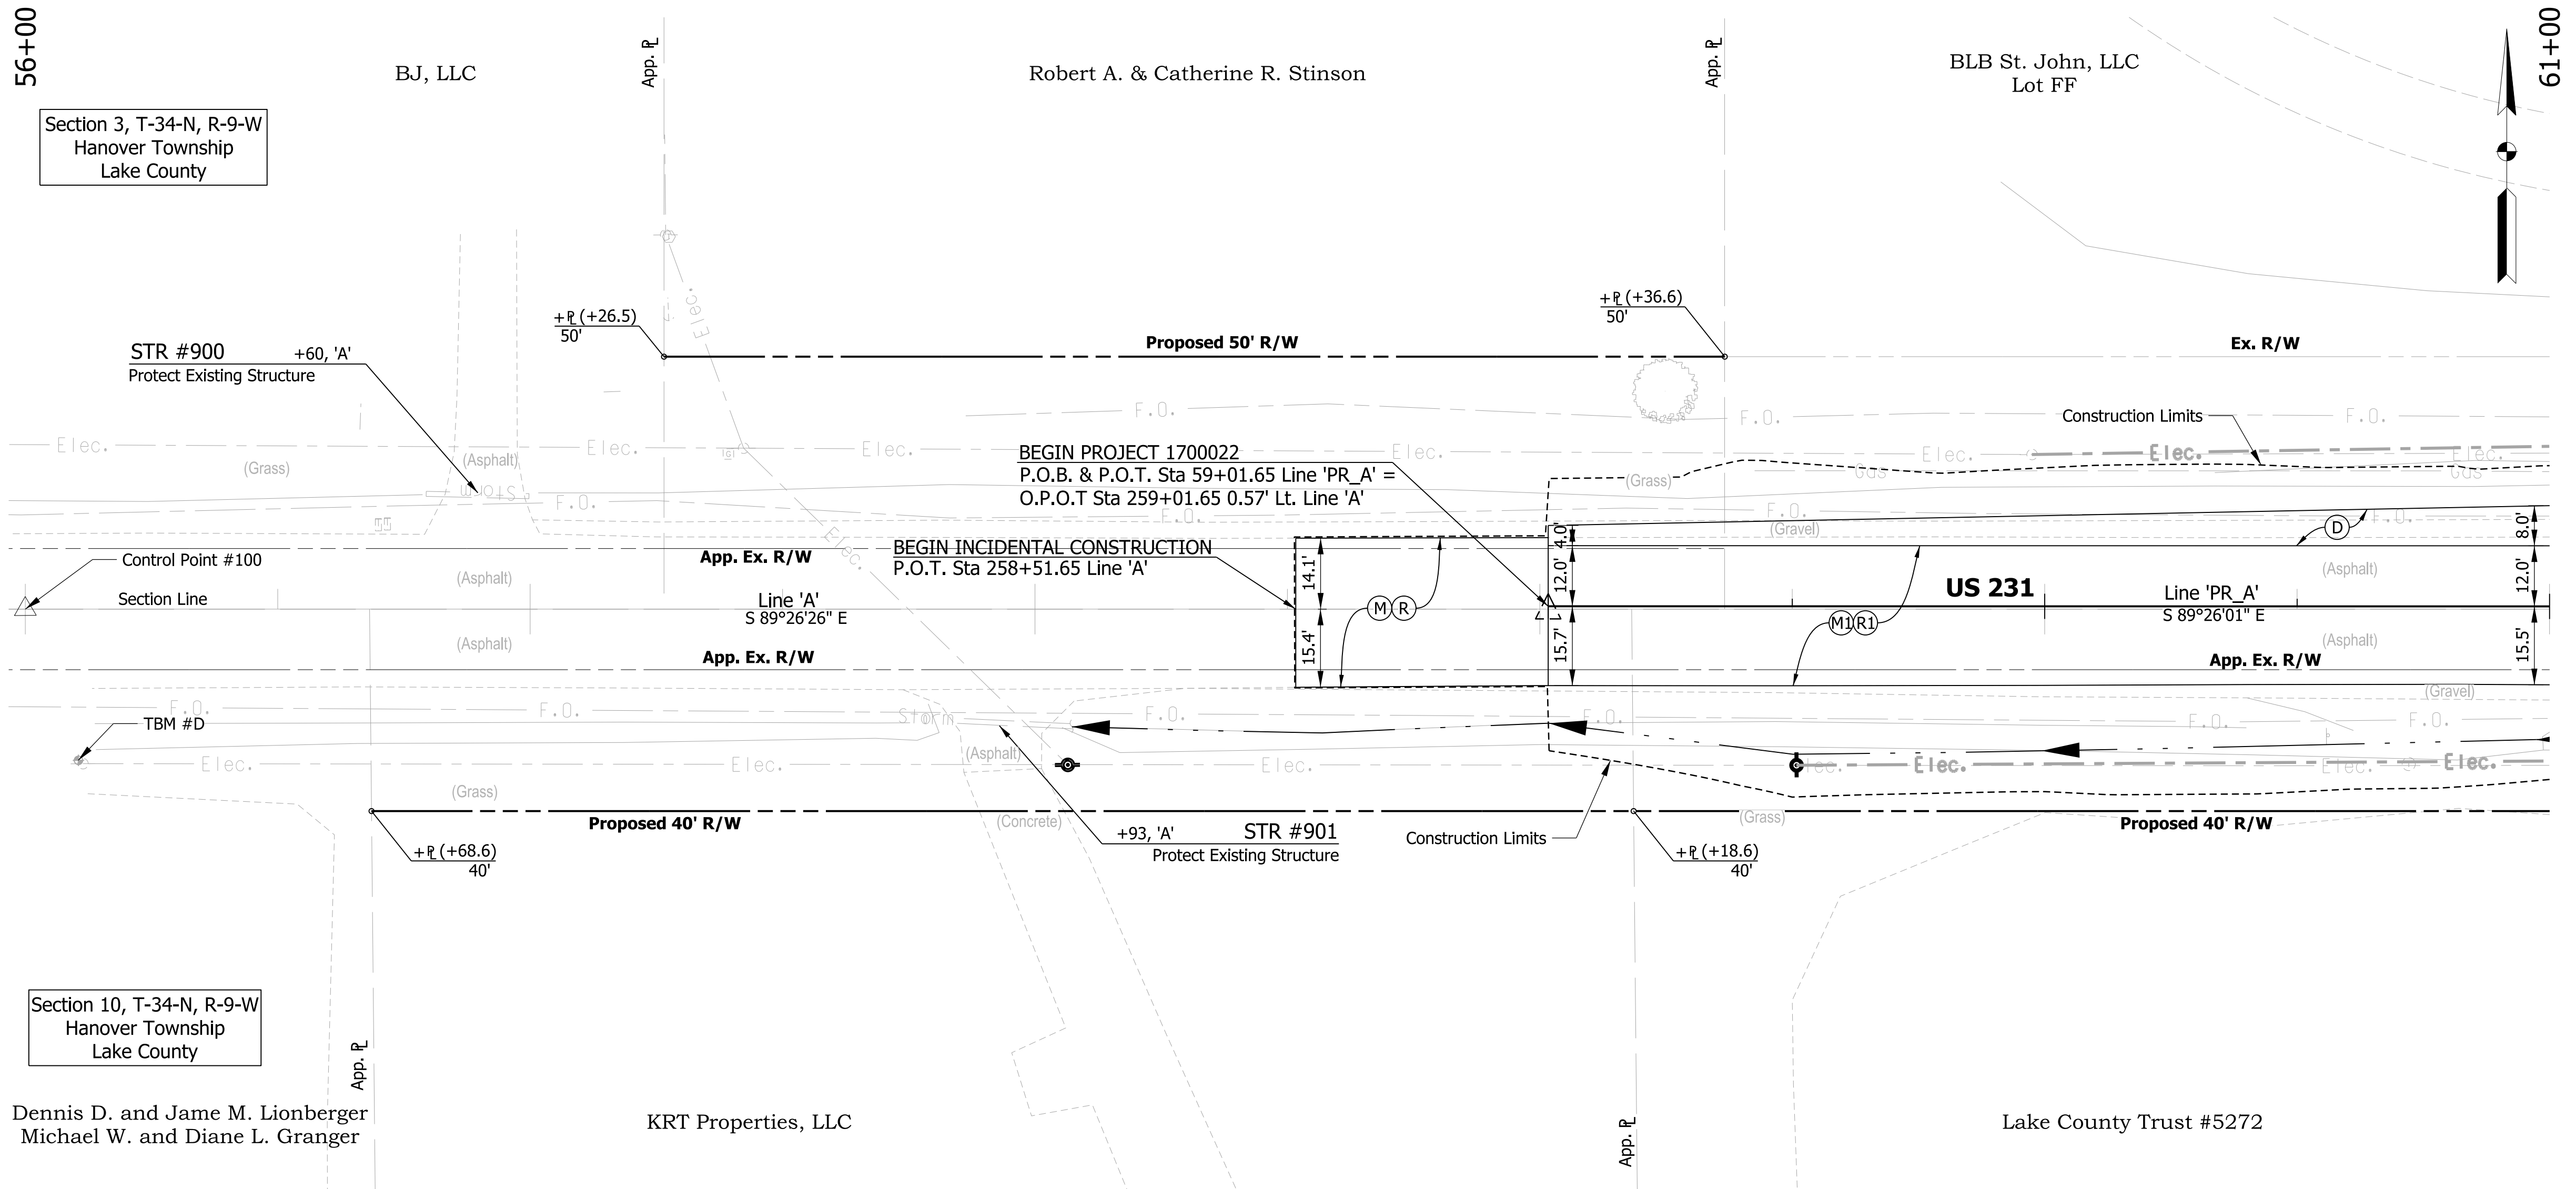 56+00
61+00
BJ, LLC
App. ℄
Robert A. & Catherine R. Stinson
App. ℄
BLB St. John, LLC
Lot FF
Section 3, T-34-N, R-9-W
Hanover Township
Lake County
+℄ (+26.5)
50'
+℄ (+36.6)
50'
STR #900
+60, 'A'
Protect Existing Structure
Elec.
Proposed 50' R/W
Ex. R/W
F.O.
F.O.
F.O.
Construction Limits
Elec.
Elec.
Elec.
Elec.
Elec.
Elec.
Elec.
(Grass)
(Asphalt)
BEGIN PROJECT 1700022
P.O.B. & P.O.T. Sta 59+01.65 Line 'PR_A' =
O.P.O.T Sta 259+01.65 0.57' Lt. Line 'A'
(Grass)
Gas
Gas
Storm
F.O.
F.O.
F.O.
F.O.
(Gravel)
D
Control Point #100
App. Ex. R/W
Elec.
BEGIN INCIDENTAL CONSTRUCTION
P.O.T. Sta 258+51.65 Line 'A'
4.0'
8.0'
14.1'
12.0'
12.0'
(Asphalt)
(Asphalt)
Section Line
Line 'A'
S 89°26'26" E
M
R
US 231
Line 'PR_A'
S 89°26'01" E
M1
R1
(Asphalt)
(Asphalt)
15.4'
15.7'
15.5'
App. Ex. R/W
App. Ex. R/W
(Gravel)
F.O.
F.O.
Storm
F.O.
F.O.
F.O.
F.O.
TBM #D
(Asphalt)
Elec.
Elec.
Elec.
Elec.
Elec.
Elec.
Elec.
(Grass)
Proposed 40' R/W
(Concrete)
+93, 'A'
STR #901
Protect Existing Structure
Construction Limits
(Grass)
Proposed 40' R/W
+℄ (+68.6)
40'
+℄ (+18.6)
40'
Section 10, T-34-N, R-9-W
Hanover Township
Lake County
App. ℄
App. ℄
Dennis D. and Jame M. Lionberger
Michael W. and Diane L. Granger
KRT Properties, LLC
Lake County Trust #5272